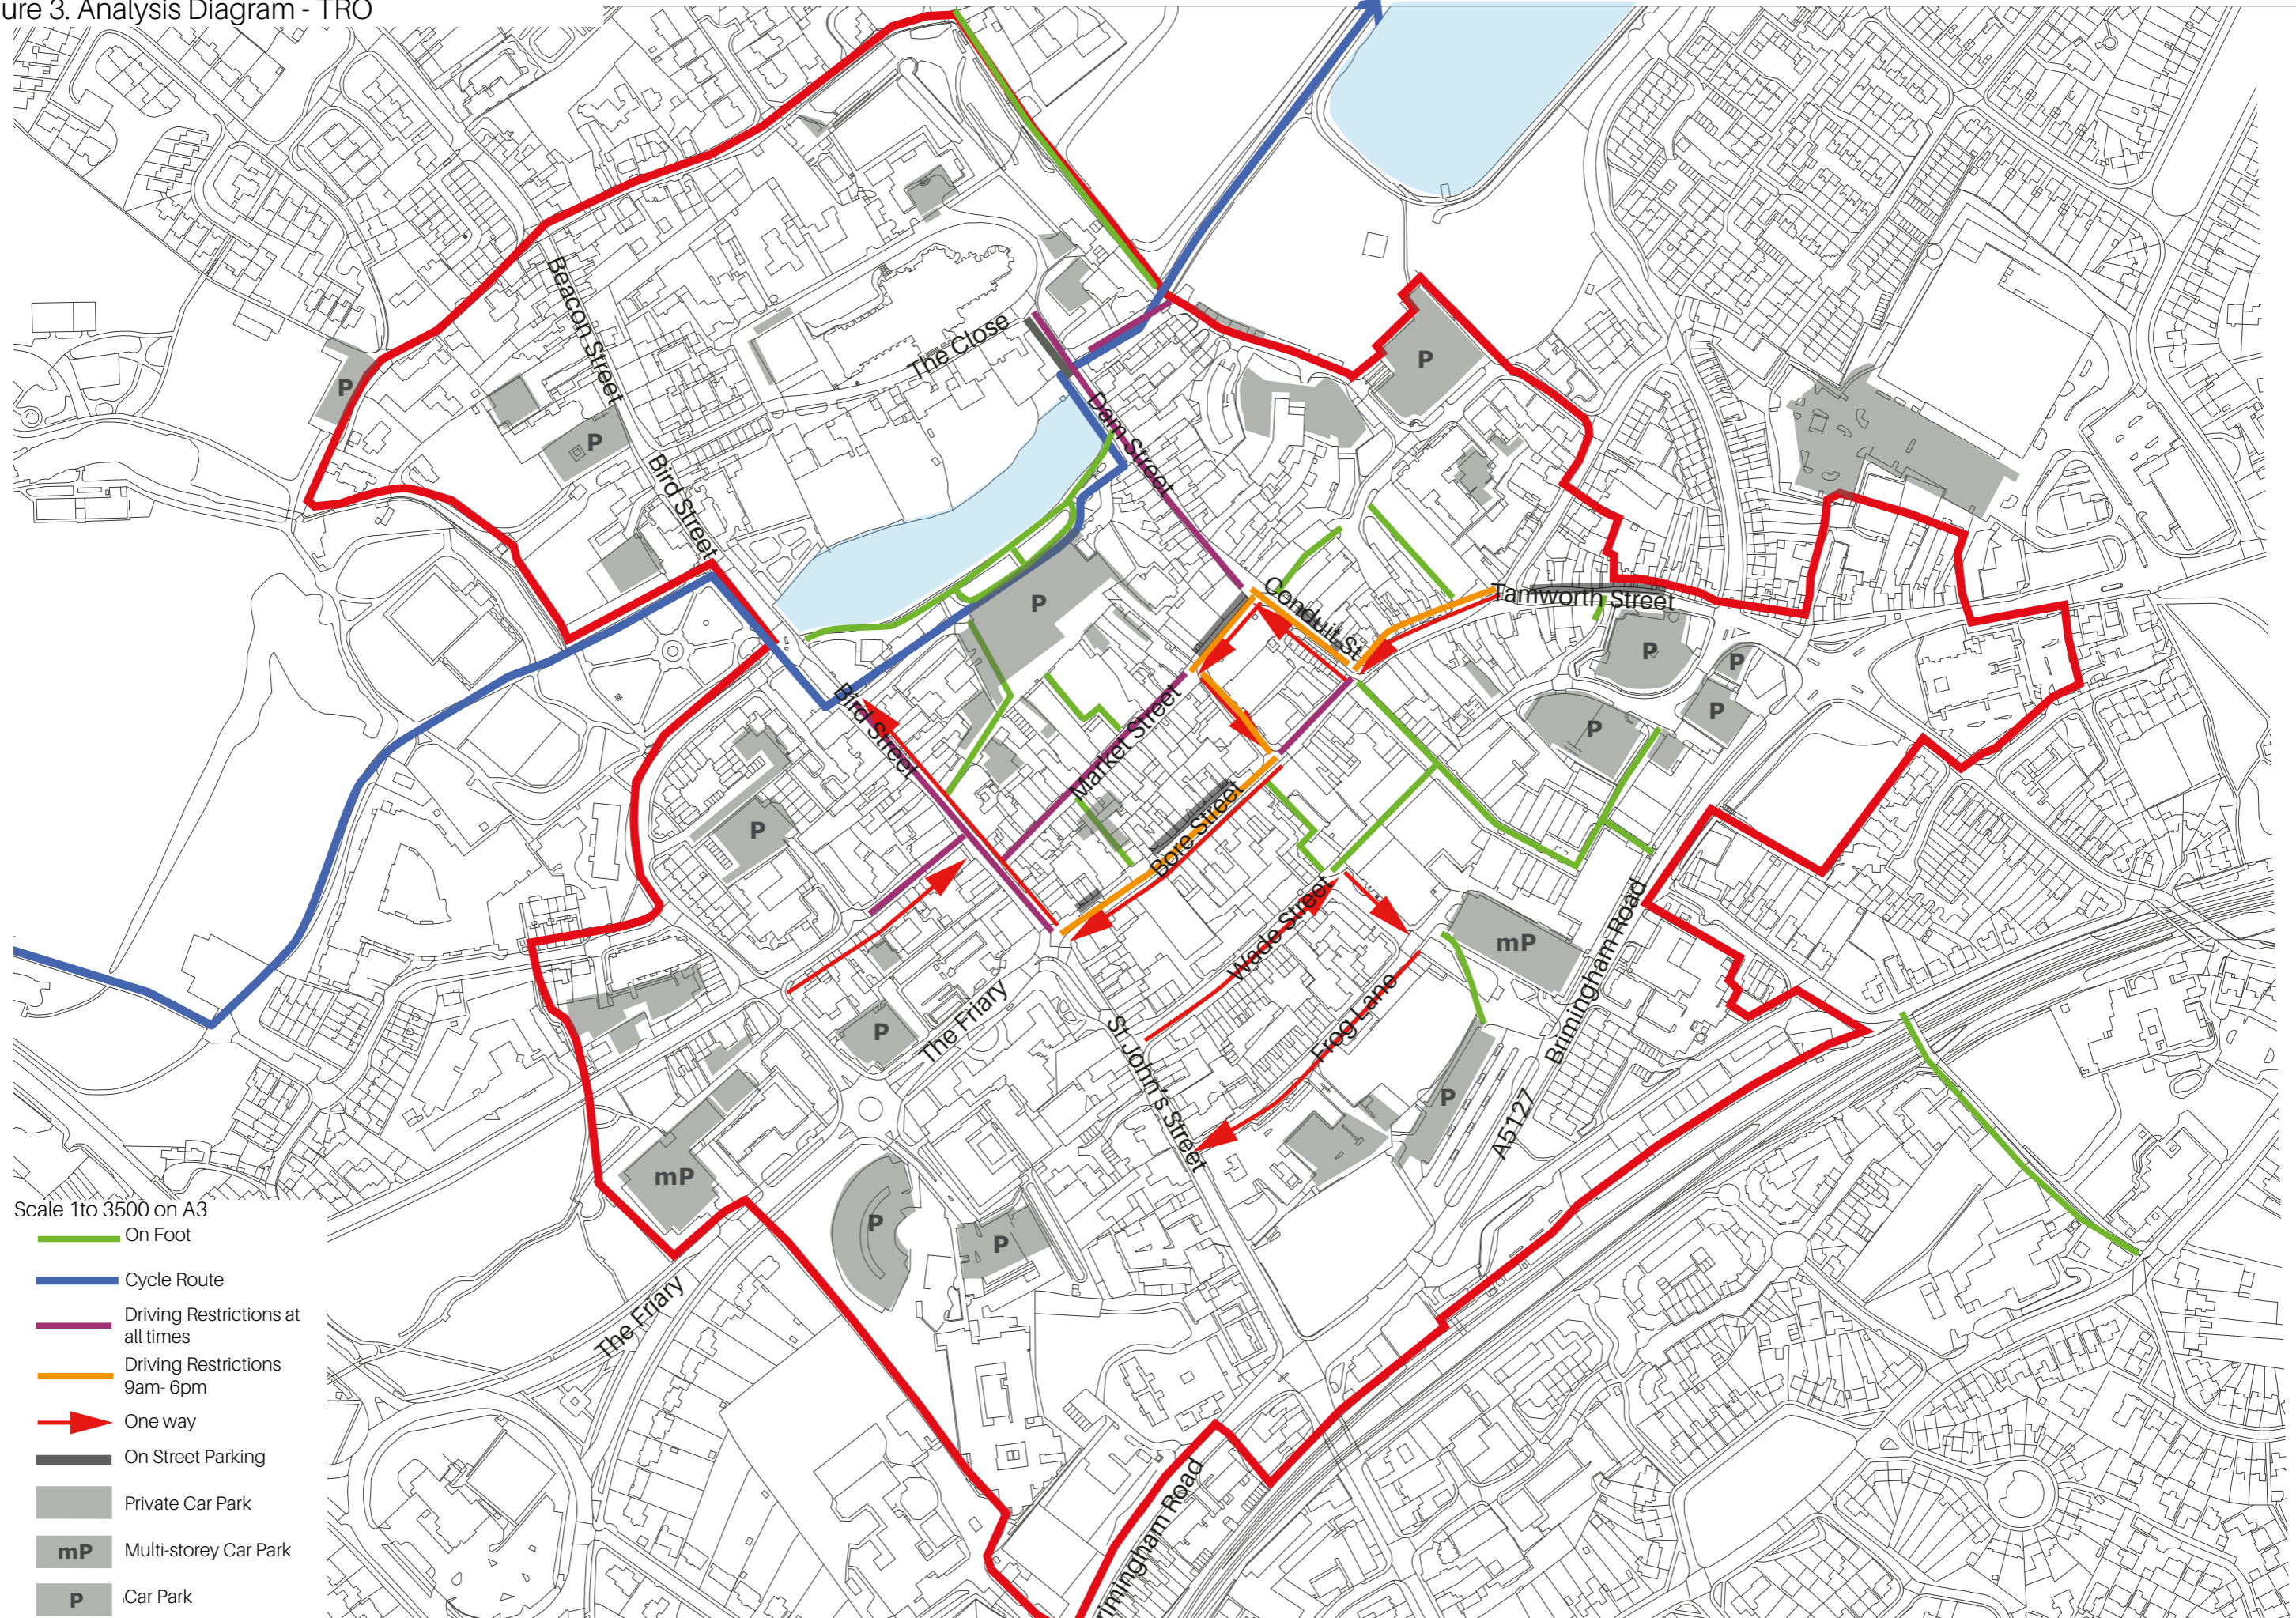 ure 3. Analysis Diagram - TRO
Beacon Street
The Close
P
P
P
Dam Street
Bird Street
Conduit St
Tamworth Street
P
P
P
P
P
Bird Street
Market Street
P
Bore Street
Wade Street
mP
Brimingham Road
P
The Friary
St John's Street
Frog Lane
P
A5127
mP
P
P
The Friary
rimingham Road
Scale 1to 3500 on A3
On Foot
Cycle Route
Driving Restrictions at
all times
Driving Restrictions
9am- 6pm
One way
On Street Parking
Private Car Park
mP Multi-storey Car Park
P Car Park